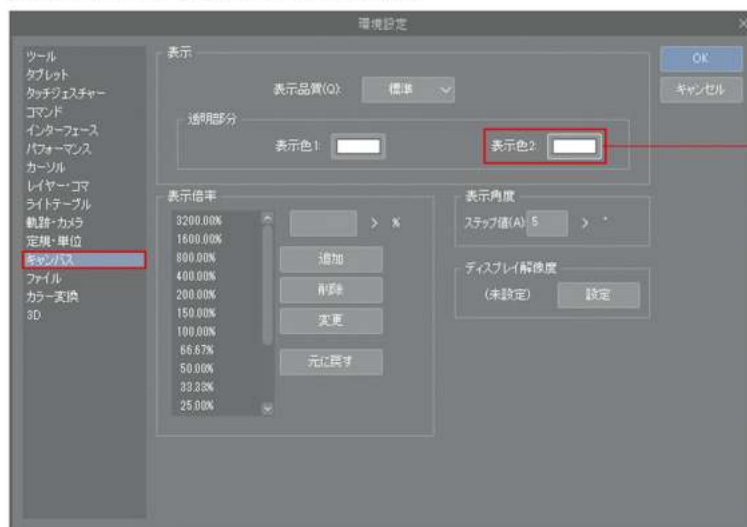 環境設定
ツール
タブレット
タッチジェスチャー
コマンド
インターフェース
パフォーマンス
カーソル
レイヤー・コマ
ライトテーブル
軌跡・カメラ
定規・単位
キャンバス
ファイル
カラー変換
3D
表示
表示品質(Q): 標準
透明部分
表示色1:
表示色2:
表示倍率
3200.00%
1600.00%
800.00%
400.00%
200.00%
150.00%
100.00%
66.67%
50.00%
33.33%
25.00%
> %
追加
削除
変更
元に戻す
表示角度
ステップ値(A): 5 > °
ディスプレイ解像度
(未設定) 設定
OK
キャンセル